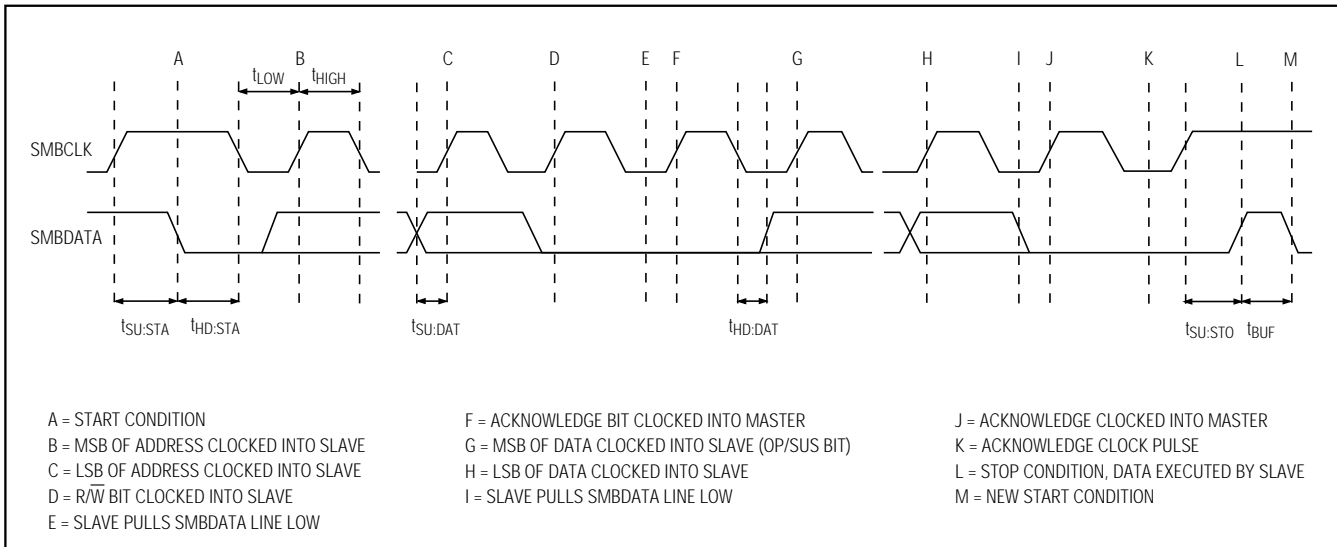 A B C D E F G H I J K L M
tLOW tHIGH
SMBCLK
SMBDATA
tSU:STA tHD:STA tSU:DAT tHD:DAT tSU:STO tBUF
A = START CONDITION
B = MSB OF ADDRESS CLOCKED INTO SLAVE
C = LSB OF ADDRESS CLOCKED INTO SLAVE
D = R/W̅ BIT CLOCKED INTO SLAVE
E = SLAVE PULLS SMBDATA LINE LOW
F = ACKNOWLEDGE BIT CLOCKED INTO MASTER
G = MSB OF DATA CLOCKED INTO SLAVE (OP/SUS BIT)
H = LSB OF DATA CLOCKED INTO SLAVE
I = SLAVE PULLS SMBDATA LINE LOW
J = ACKNOWLEDGE CLOCKED INTO MASTER
K = ACKNOWLEDGE CLOCK PULSE
L = STOP CONDITION, DATA EXECUTED BY SLAVE
M = NEW START CONDITION